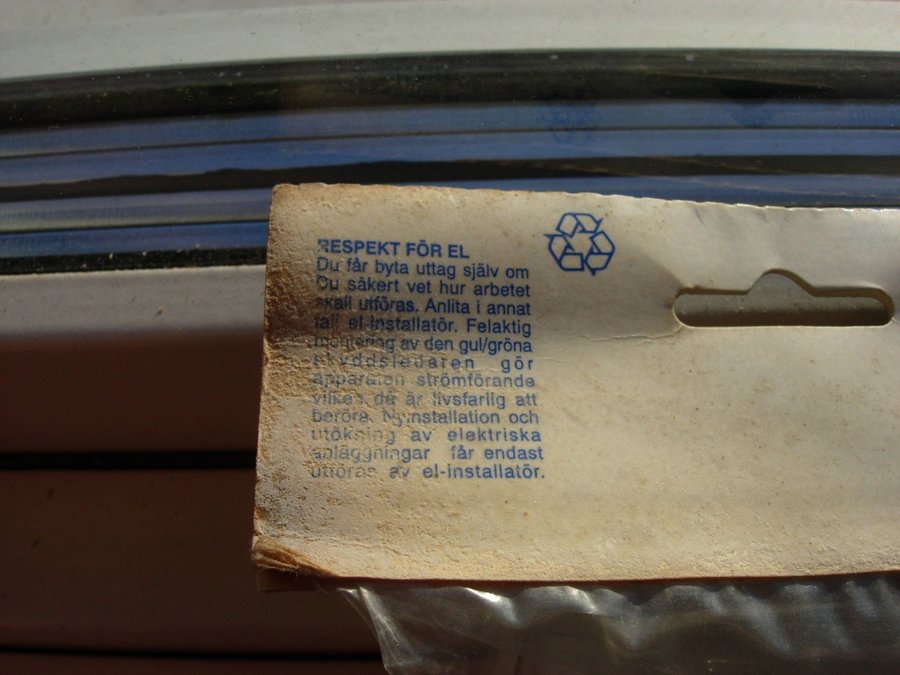 RESPEKT FÖR EL
Du får byta uttag själv om
Du säkert vet hur arbetet
skall utföras. Anlita i annat
fall el-installatör. Felaktig
montering av den gul/gröna
skyddsledaren gör
apparaten strömförande
vilken då är livsfarlig att
beröra. Nyinstallation och
utökning av elektriska
anläggningar får endast
utföras av el-installatör.